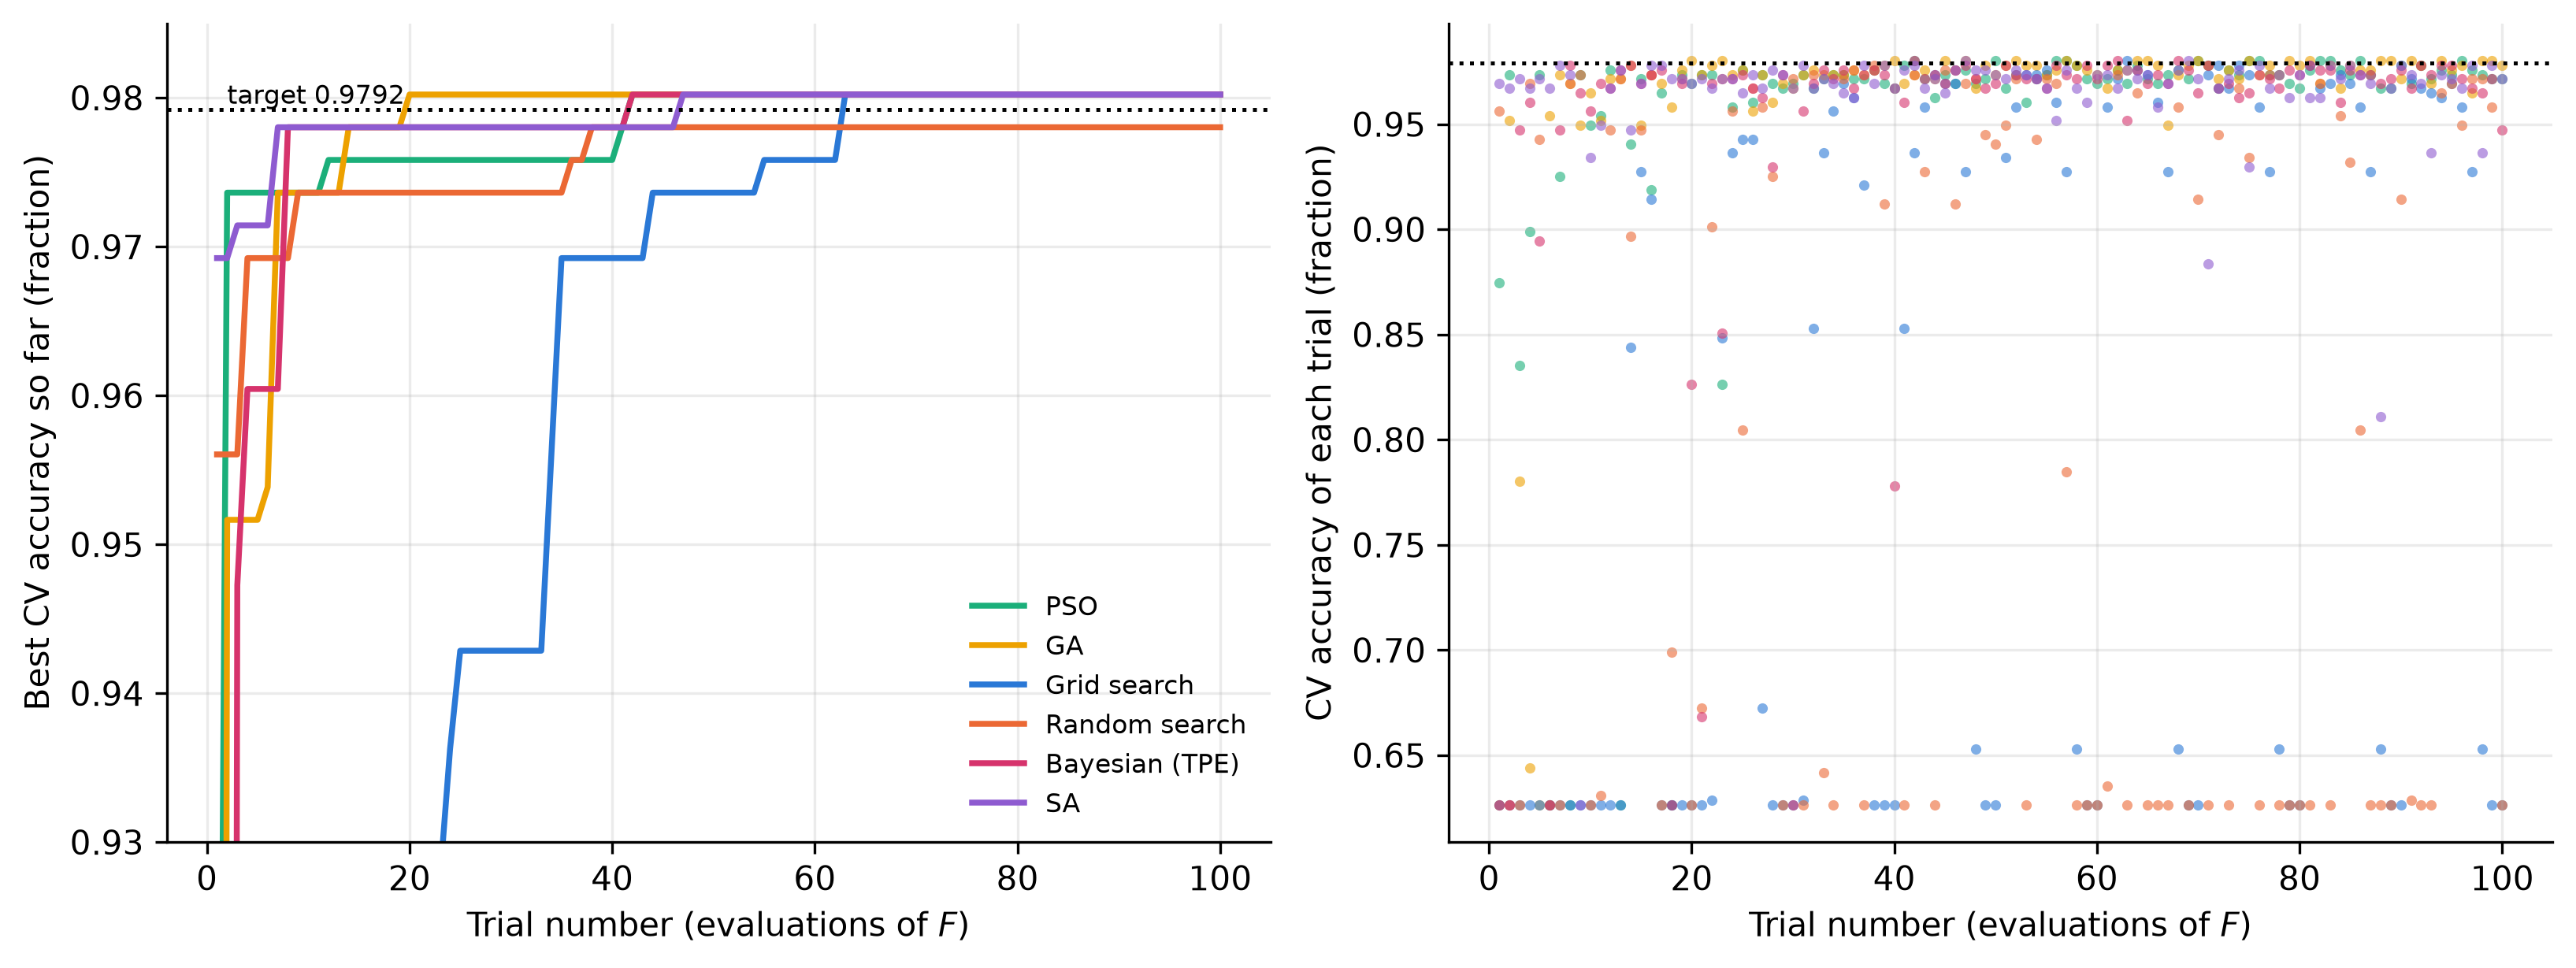 Best CV accuracy so far (fraction)
0.98
0.97
0.96
0.95
0.94
0.93
target 0.9792
PSO
GA
Grid search
Random search
Bayesian (TPE)
SA
0 20 40 60 80 100
Trial number (evaluations of F)
CV accuracy of each trial (fraction)
0.95
0.90
0.85
0.80
0.75
0.70
0.65
0 20 40 60 80 100
Trial number (evaluations of F)